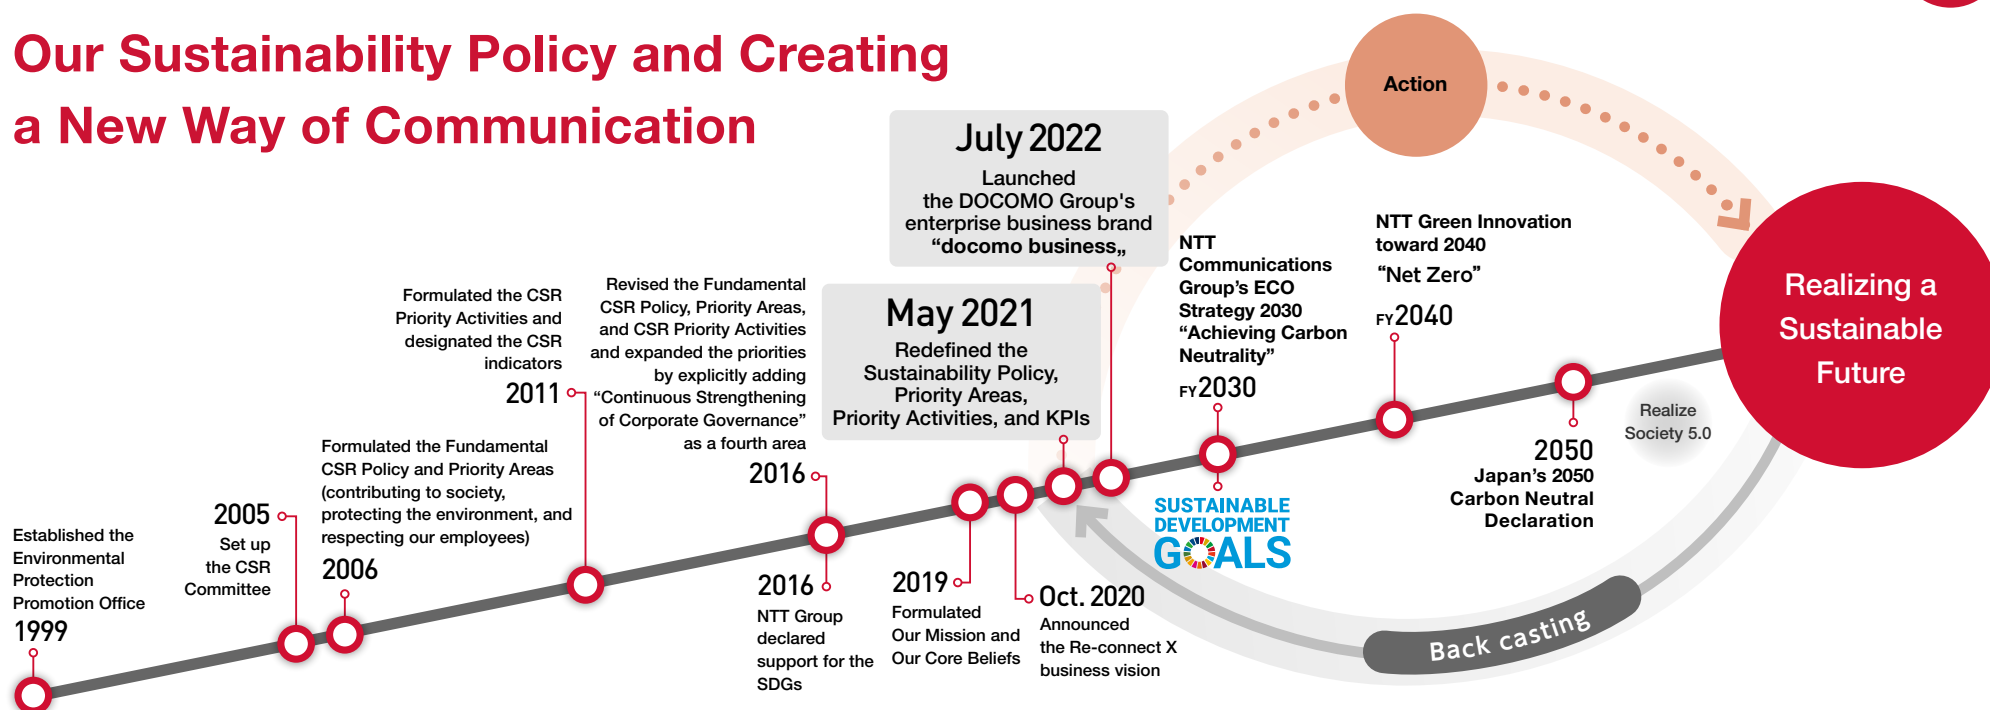 Our Sustainability Policy and Creating
a New Way of Communication
Established the
Environmental
Protection
Promotion Office
1999
2005
Set up
the CSR
Committee
Formulated the Fundamental
CSR Policy and Priority Areas
(contributing to society,
protecting the environment, and
respecting our employees)
2006
Formulated the CSR
Priority Activities and
designated the CSR
indicators
2011
Revised the Fundamental
CSR Policy, Priority Areas,
and CSR Priority Activities
and expanded the priorities
by explicitly adding
“Continuous Strengthening
of Corporate Governance”
as a fourth area
2016
2016
NTT Group
declared
support for the
SDGs
2019
Formulated
Our Mission and
Our Core Beliefs
Oct. 2020
Announced
the Re-connect X
business vision
May 2021
Redefined the
Sustainability Policy,
Priority Areas,
Priority Activities, and KPIs
July 2022
Launched
the DOCOMO Group's
enterprise business brand
“docomo business„
NTT
Communications
Group’s ECO
Strategy 2030
“Achieving Carbon
Neutrality”
FY2030
SUSTAINABLE
DEVELOPMENT
GOALS
NTT Green Innovation
toward 2040
“Net Zero”
FY2040
2050
Japan’s 2050
Carbon Neutral
Declaration
Realize
Society 5.0
Action
Realizing a
Sustainable
Future
Back casting